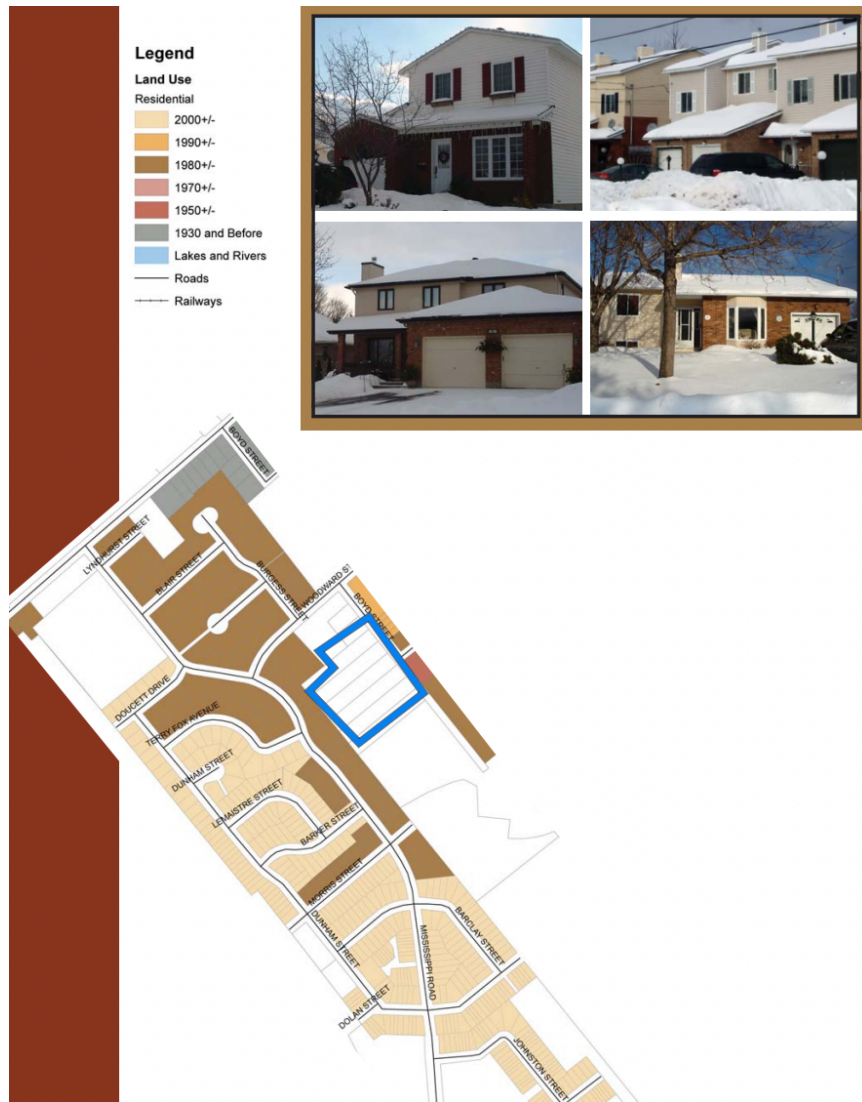 Legend
Land Use
Residential
2000+/-
1990+/-
1980+/-
1970+/-
1950+/-
1930 and Before
Lakes and Rivers
Roads
Railways
BOYD STREET
LYNDHURST STREET
BLAIR STREET
BURGESS STREET
WOODWARD ST
BOYD STREET
DOUCETT DRIVE
TERRY FOX AVENUE
DUNHAM STREET
LEMAISTRE STREET
BARKER STREET
MORRIS STREET
DUNHAM STREET
BARCLAY STREET
MISSISSIPPI ROAD
DOLAN STREET
JOHNSTON STREET